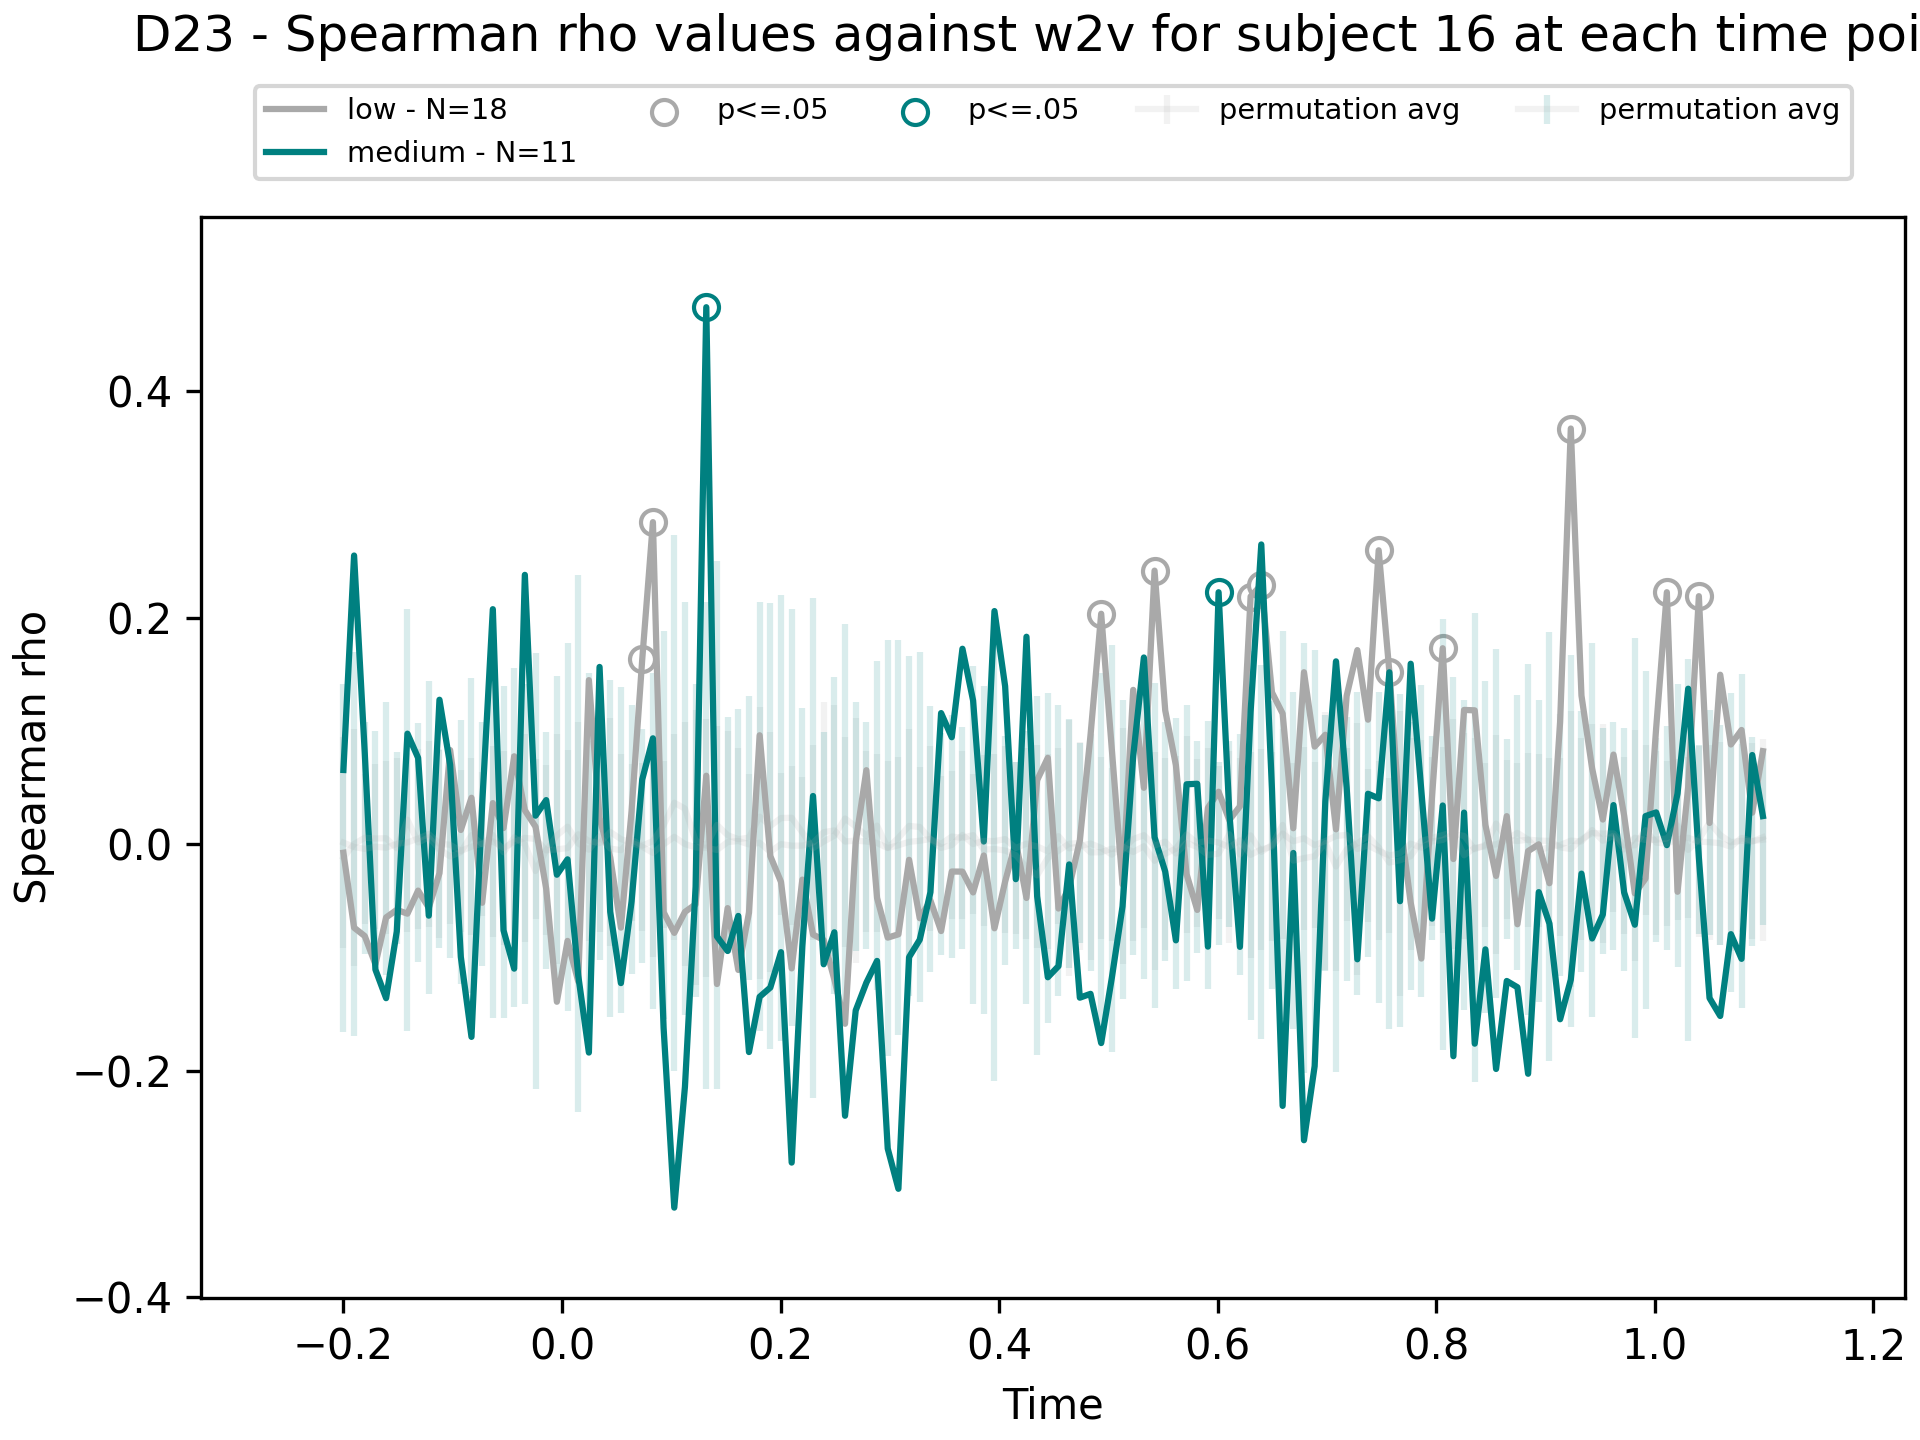 D23 - Spearman rho values against w2v for subject 16 at each time poi
low - N=18
medium - N=11
p<=.05
p<=.05
permutation avg
permutation avg
Spearman rho
0.4
0.2
0.0
−0.2
−0.4
−0.2 0.0 0.2 0.4 0.6 0.8 1.0 1.2
Time